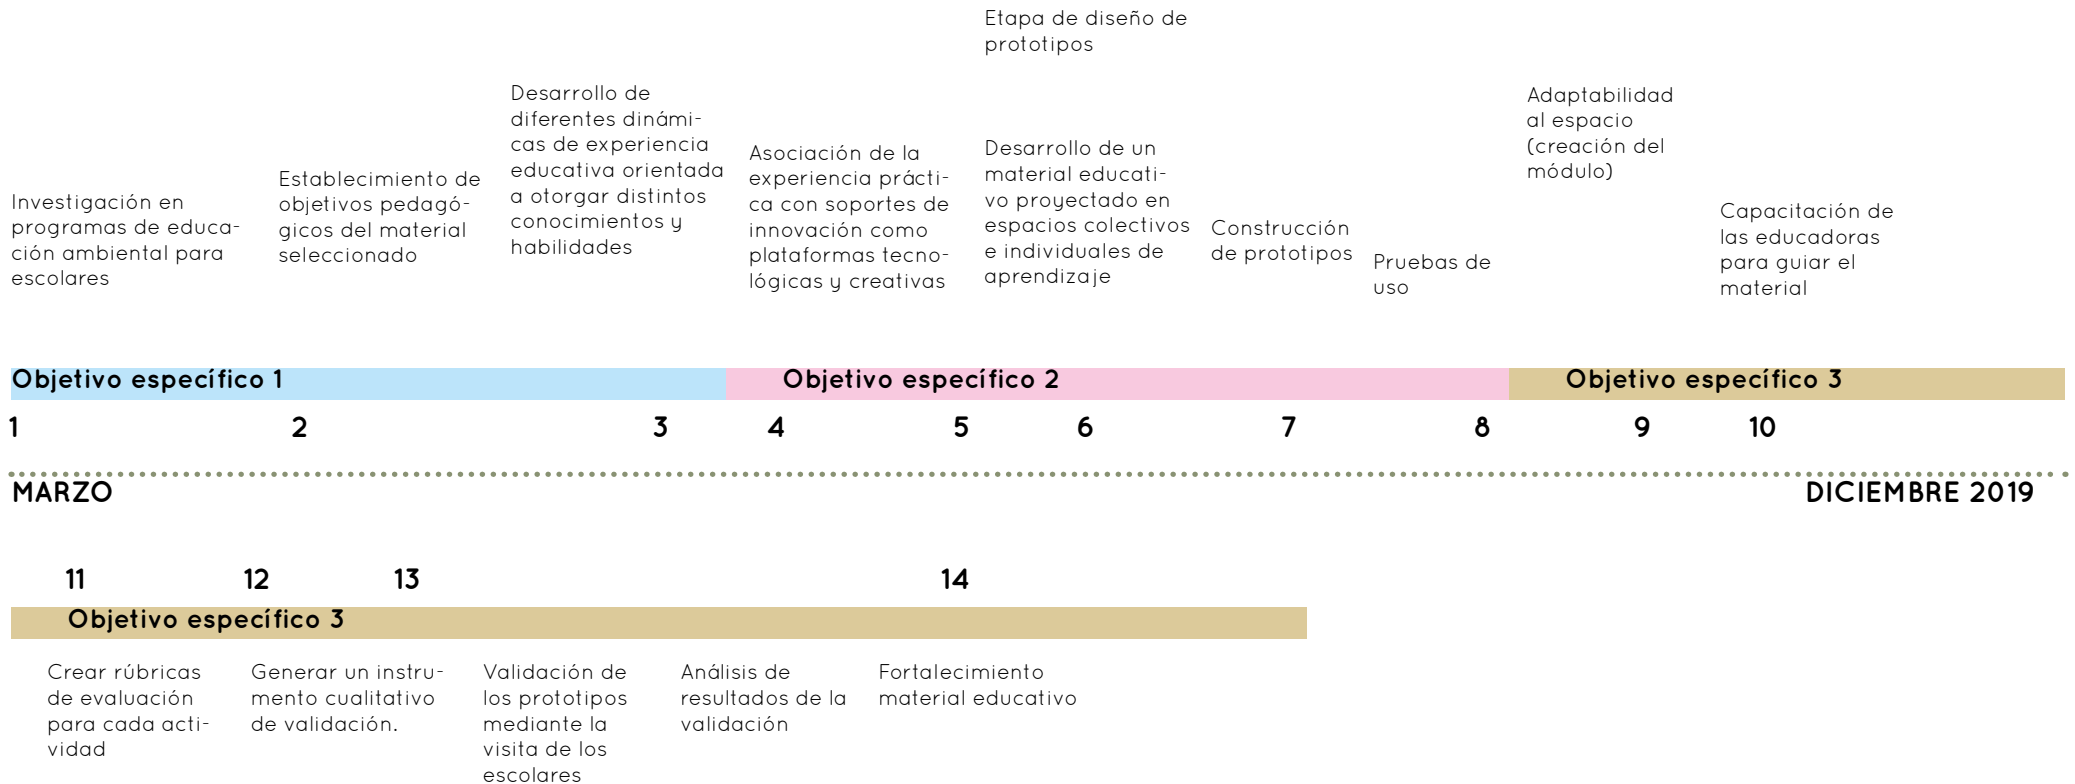 Etapa de diseño de
prototipos
Investigación en
programas de educa-
ción ambiental para
escolares
Establecimiento de
objetivos pedagó-
gicos del material
seleccionado
Desarrollo de
diferentes dinámi-
cas de experiencia
educativa orientada
a otorgar distintos
conocimientos y
habilidades
Asociación de la
experiencia prácti-
ca con soportes de
innovación como
plataformas tecno-
lógicas y creativas
Desarrollo de un
material educati-
vo proyectado en
espacios colectivos
e individuales de
aprendizaje
Construcción
de prototipos
Pruebas de
uso
Adaptabilidad
al espacio
(creación del
módulo)
Capacitación de
las educadoras
para guiar el
material
Objetivo específico 1
Objetivo específico 2
Objetivo específico 3
1 2 3 4 5 6 7 8 9 10
MARZO
DICIEMBRE 2019
11 12 13 14
Objetivo específico 3
Crear rúbricas
de evaluación
para cada acti-
vidad
Generar un instru-
mento cualitativo
de validación.
Validación de
los prototipos
mediante la
visita de los
escolares
Análisis de
resultados de la
validación
Fortalecimiento
material educativo